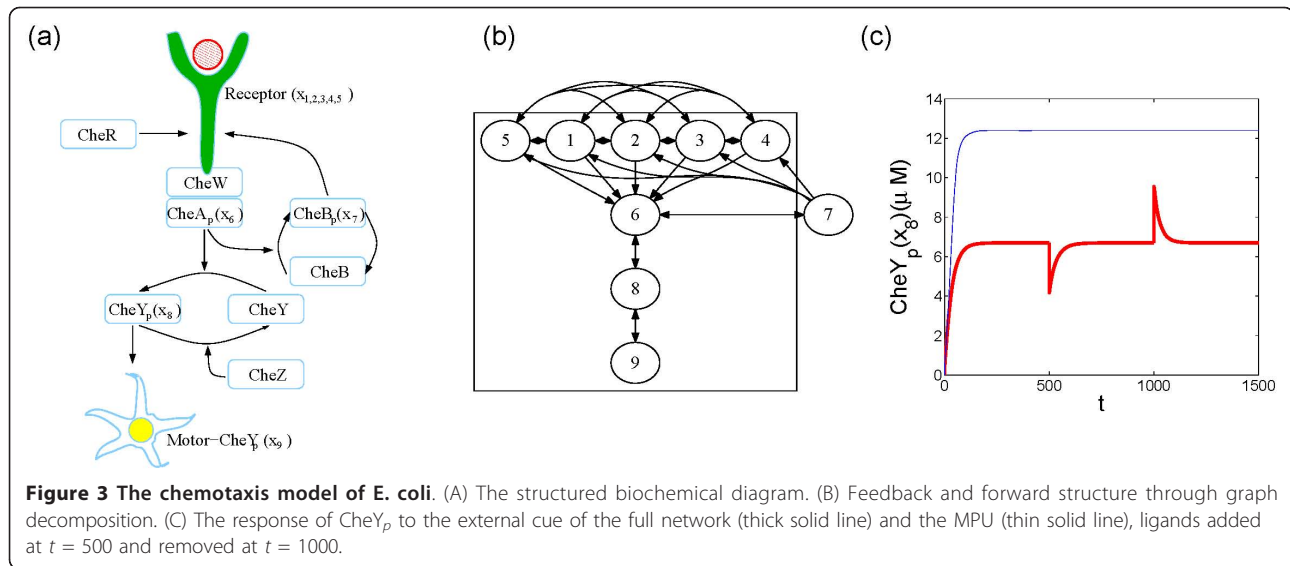 (a)
Receptor (x1,2,3,4,5)
CheR
CheW
CheAp(x6)
CheBp(x7)
CheB
CheYp(x8)
CheY
CheZ
Motor-CheYp(x9)
(b)
5 1 2 3 4
6 7
8
9
(c)
CheYp(x8)(μ M)
14
12
10
8
6
4
2
0
0 500 1000 1500
t
Figure 3 The chemotaxis model of E. coli. (A) The structured biochemical diagram. (B) Feedback and forward structure through graph
decomposition. (C) The response of CheYp to the external cue of the full network (thick solid line) and the MPU (thin solid line), ligands added
at t = 500 and removed at t = 1000.